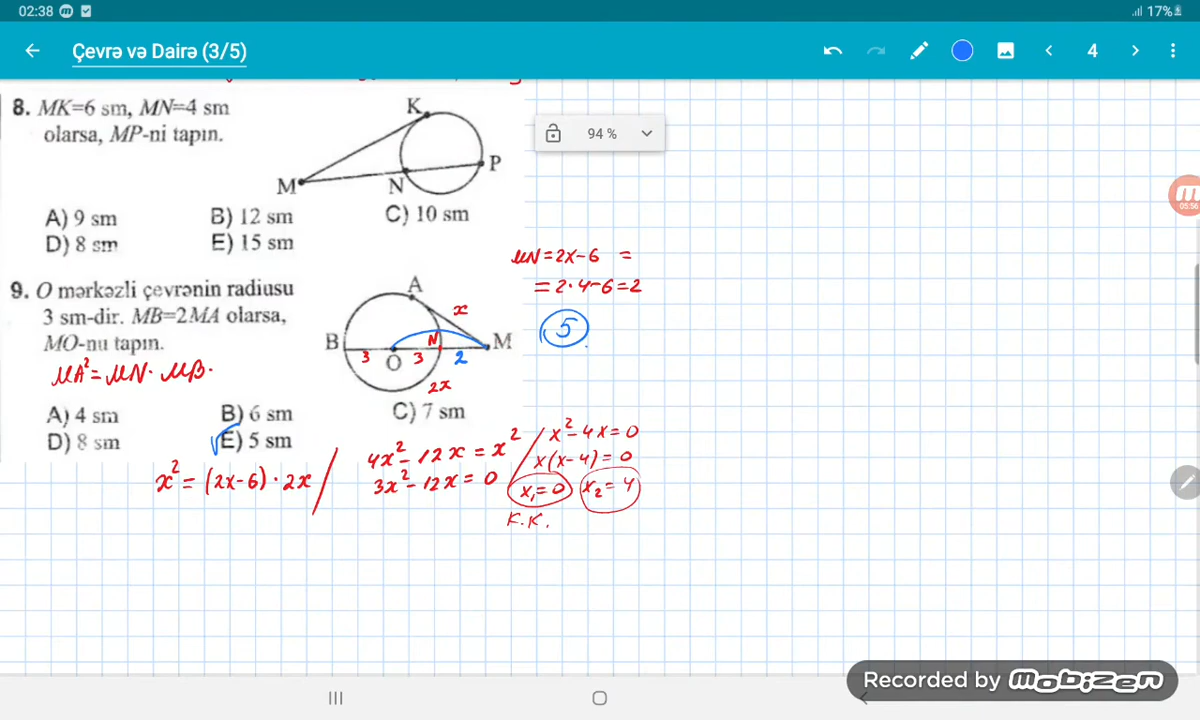 02:38
17%
Çevrə və Dairə (3/5)
4
94 %
05:56
8. MK=6 sm, MN=4 sm
olarsa, MP-ni tapın.
K
M
N
P
A) 9 sm B) 12 sm C) 10 sm
D) 8 sm E) 15 sm
9. O mərkəzli çevrənin radiusu
3 sm-dir. MB=2MA olarsa,
MO-nu tapın.
MA²=MN·MB·
A
x
B
O
N
M
3 3 2
2x
MN=2x-6 =
=2·4-6=2
5
A) 4 sm B) 6 sm C) 7 sm
D) 8 sm √E) 5 sm
x²=(2x-6)·2x /
4x²-12x=x² /
3x²-12x=0
x²-4x=0
x(x-4)=0
x₁=0 x₂=4
K.K.
Recorded by mobizen